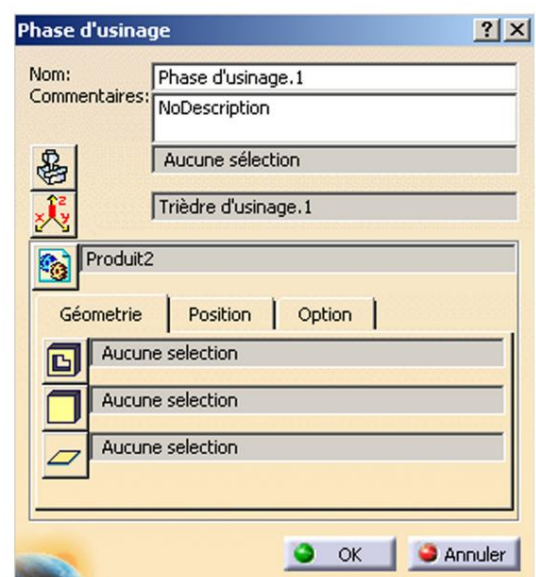 Phase d'usinage
Nom: Phase d'usinage.1
Commentaires: NoDescription
Aucune sélection
Trièdre d'usinage.1
Produit2
Géometrie Position Option
Aucune selection
Aucune selection
Aucune selection
OK Annuler